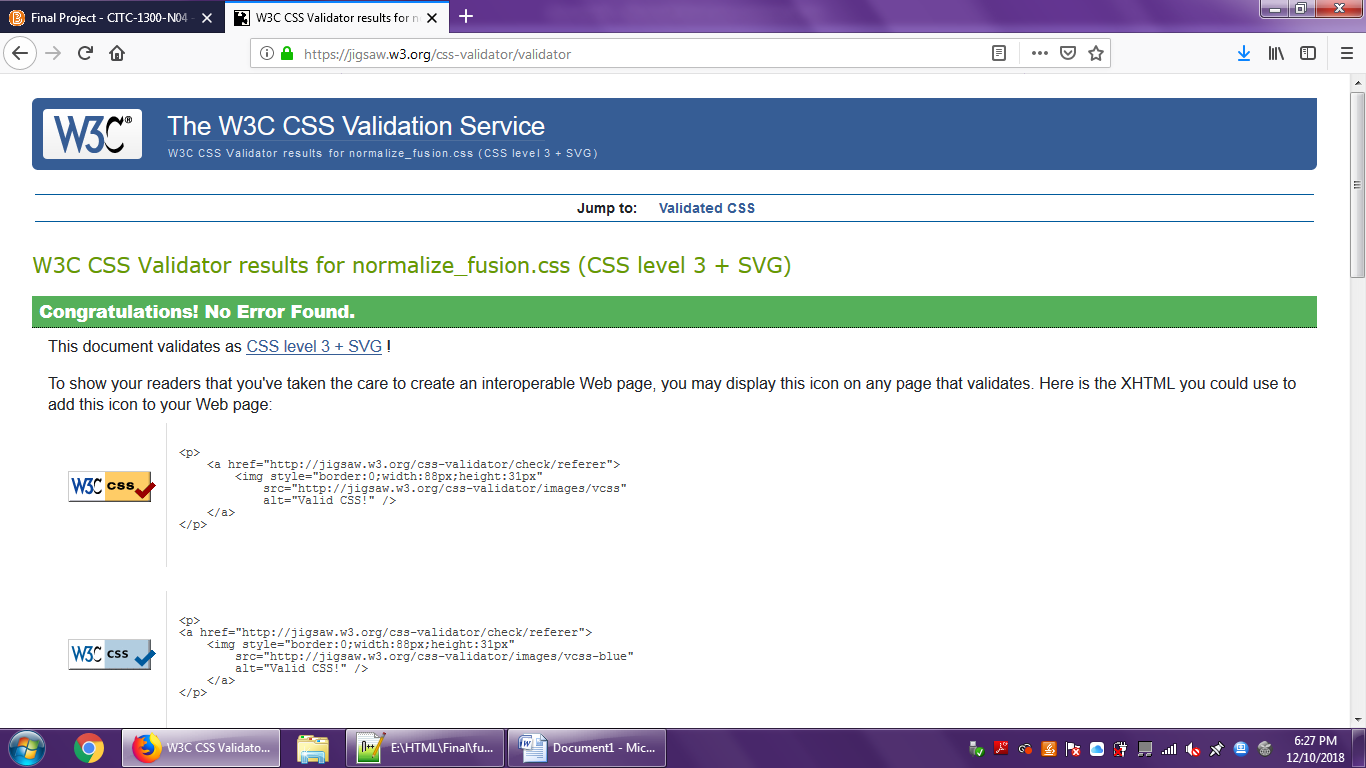 Final Project - CITC-1300-N04 -
W3C CSS Validator results for no
https://jigsaw.w3.org/css-validator/validator
W3C®
The W3C CSS Validation Service
W3C CSS Validator results for normalize_fusion.css (CSS level 3 + SVG)
Jump to: Validated CSS
W3C CSS Validator results for normalize_fusion.css (CSS level 3 + SVG)
Congratulations! No Error Found.
This document validates as CSS level 3 + SVG !
To show your readers that you've taken the care to create an interoperable Web page, you may display this icon on any page that validates. Here is the XHTML you could use to
add this icon to your Web page:
W3C css
<p>
<a href="http://jigsaw.w3.org/css-validator/check/referer">
<img style="border:0;width:88px;height:31px"
src="http://jigsaw.w3.org/css-validator/images/vcss"
alt="Valid CSS!" />
</a>
</p>
W3C css
<p>
<a href="http://jigsaw.w3.org/css-validator/check/referer">
<img style="border:0;width:88px;height:31px"
src="http://jigsaw.w3.org/css-validator/images/vcss-blue"
alt="Valid CSS!" />
</a>
</p>
W3C CSS Validato...
E:\HTML\Final\fu...
Document1 - Mic...
6:27 PM
12/10/2018